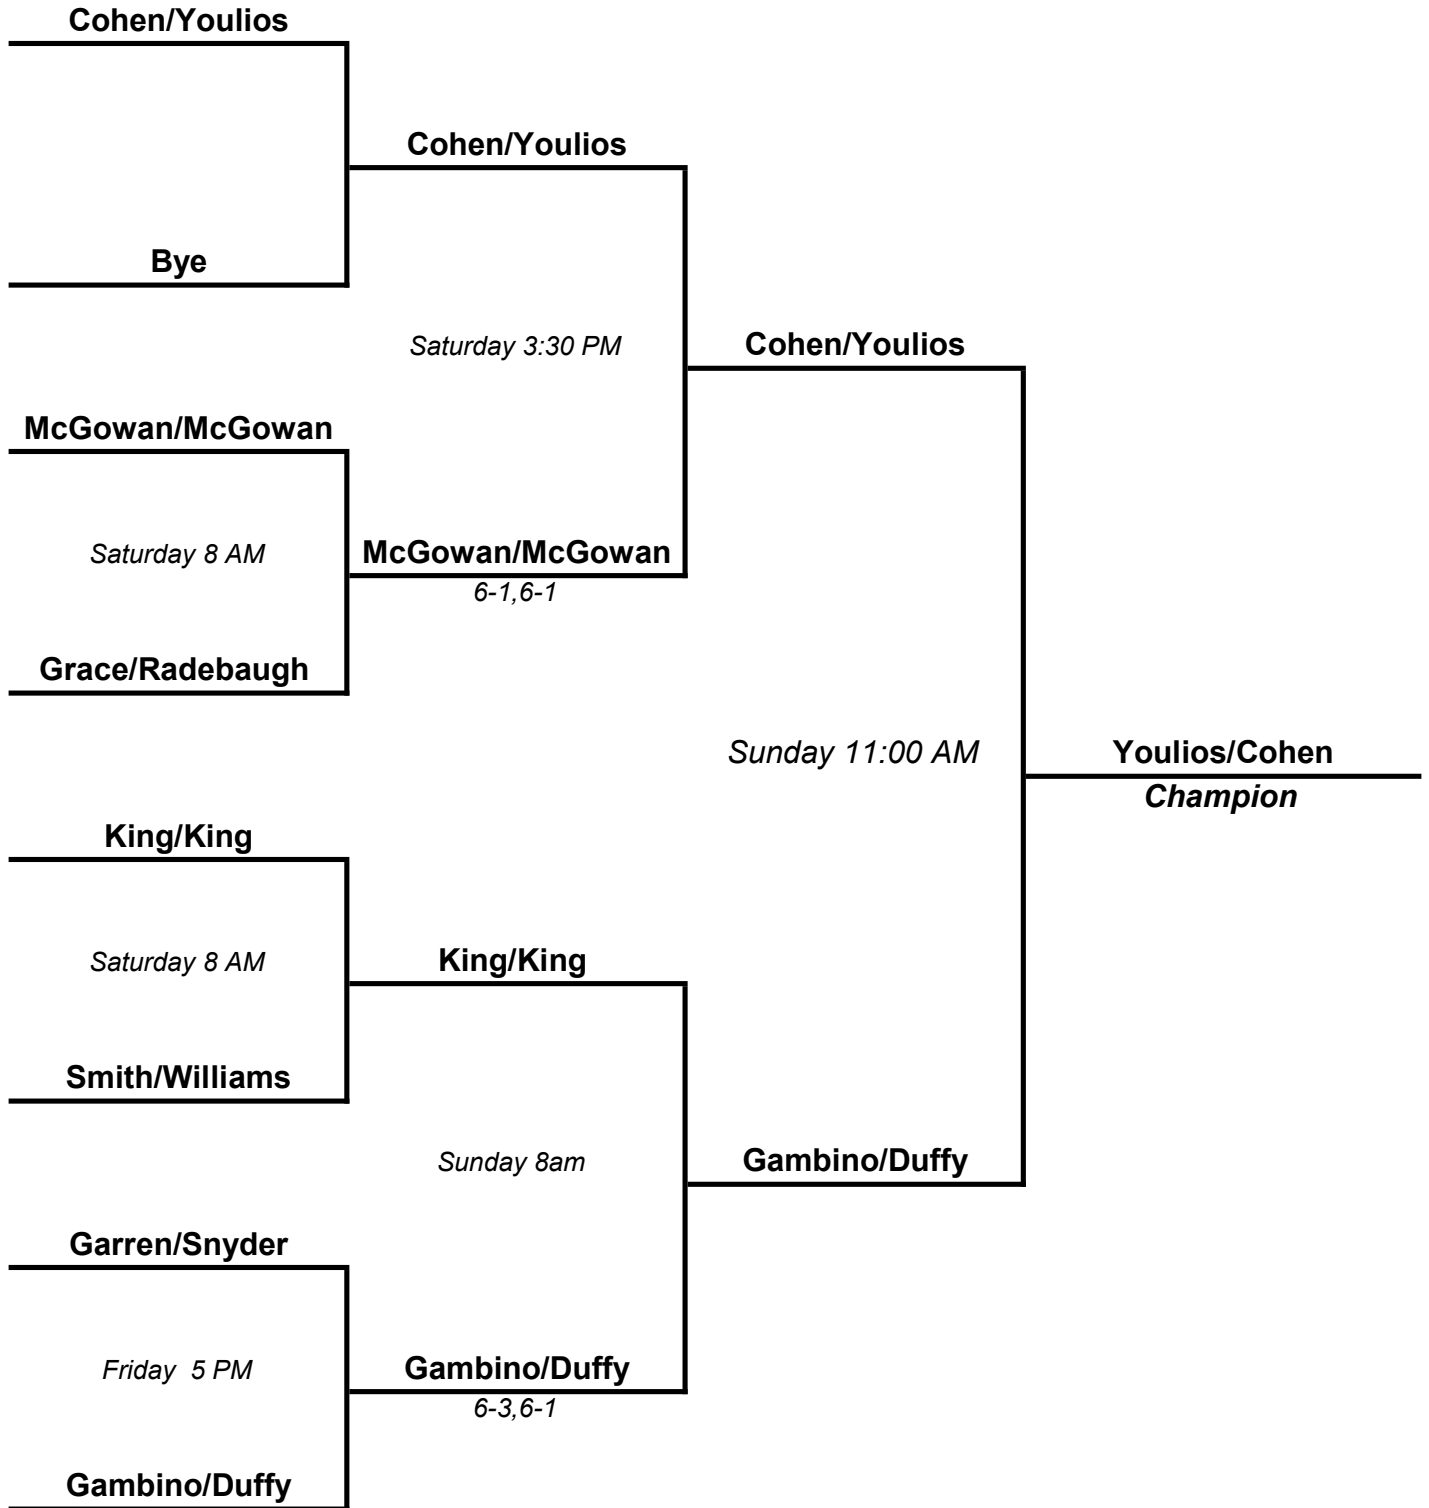 Cohen/Youlios
Cohen/Youlios
Bye
Saturday 3:30 PM
Cohen/Youlios
McGowan/McGowan
Saturday 8 AM
McGowan/McGowan
6-1,6-1
Grace/Radebaugh
Sunday 11:00 AM
Youlios/Cohen
Champion
King/King
Saturday 8 AM
King/King
Smith/Williams
Sunday 8am
Gambino/Duffy
Garren/Snyder
Friday  5 PM
Gambino/Duffy
6-3,6-1
Gambino/Duffy